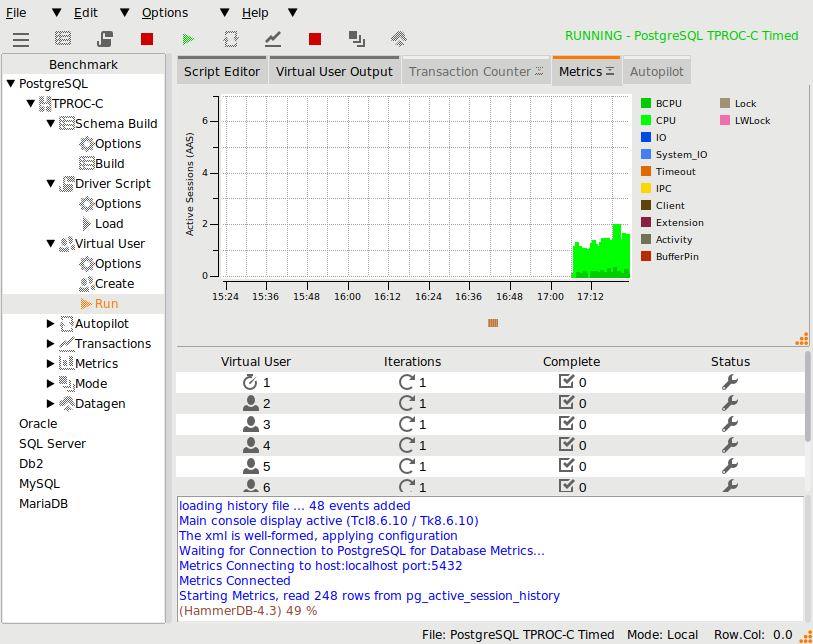 File Edit Options Help
RUNNING - PostgreSQL TPROC-C Timed
Benchmark
PostgreSQL
TPROC-C
Schema Build
Options
Build
Driver Script
Options
Load
Virtual User
Options
Create
Run
Autopilot
Transactions
Metrics
Mode
Datagen
Oracle
SQL Server
Db2
MySQL
MariaDB
Script Editor Virtual User Output Transaction Counter Metrics Autopilot
Active Sessions (AAS)
6
4
2
0
15:24 15:36 15:48 16:00 16:12 16:24 16:36 16:48 17:00 17:12
BCPU Lock
CPU LWLock
IO
System_IO
Timeout
IPC
Client
Extension
Activity
BufferPin
Virtual User Iterations Complete Status
1 1 0
2 1 0
3 1 0
4 1 0
5 1 0
6 1 0
loading history file ... 48 events added
Main console display active (Tcl8.6.10 / Tk8.6.10)
The xml is well-formed, applying configuration
Waiting for Connection to PostgreSQL for Database Metrics...
Metrics Connecting to host:localhost port:5432
Metrics Connected
Starting Metrics, read 248 rows from pg_active_session_history
(HammerDB-4.3) 49 %
File: PostgreSQL TPROC-C Timed Mode: Local Row.Col: 0.0